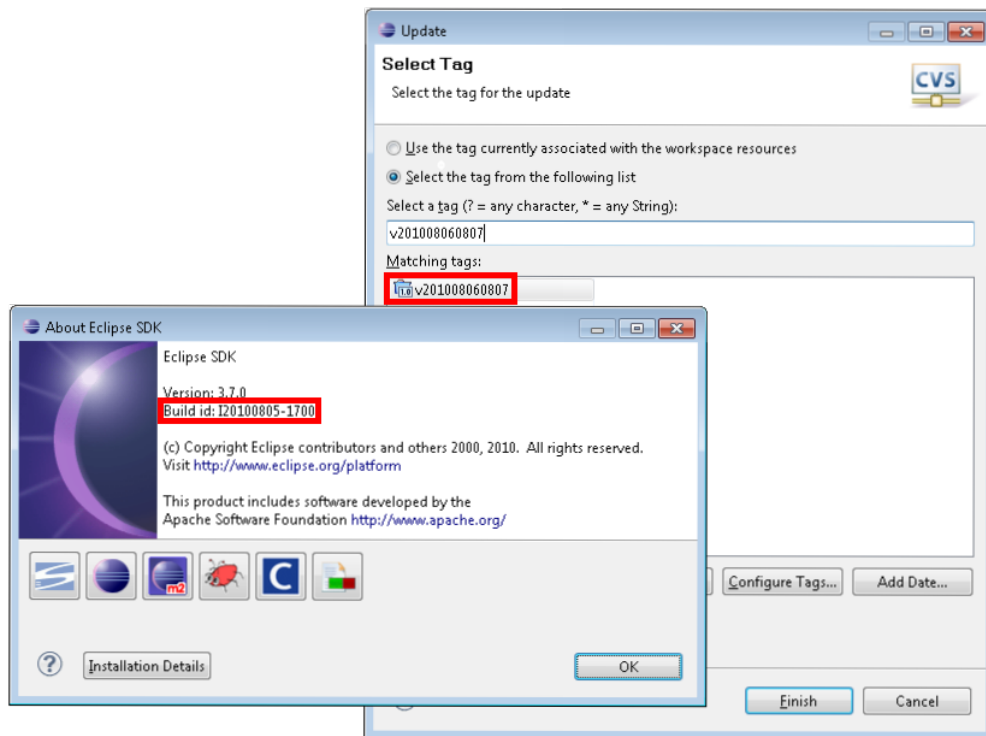 Update
Select Tag
Select the tag for the update
CVS
Use the tag currently associated with the workspace resources
Select the tag from the following list
Select a tag (? = any character, * = any String):
v201008060807
Matching tags:
1.0 v201008060807
About Eclipse SDK
Eclipse SDK
Version: 3.7.0
Build id: I20100805-1700
(c) Copyright Eclipse contributors and others 2000, 2010.  All rights reserved.
Visit http://www.eclipse.org/platform
This product includes software developed by the
Apache Software Foundation http://www.apache.org/
m2
C
Configure Tags... Add Date...
? Installation Details OK
Finish Cancel